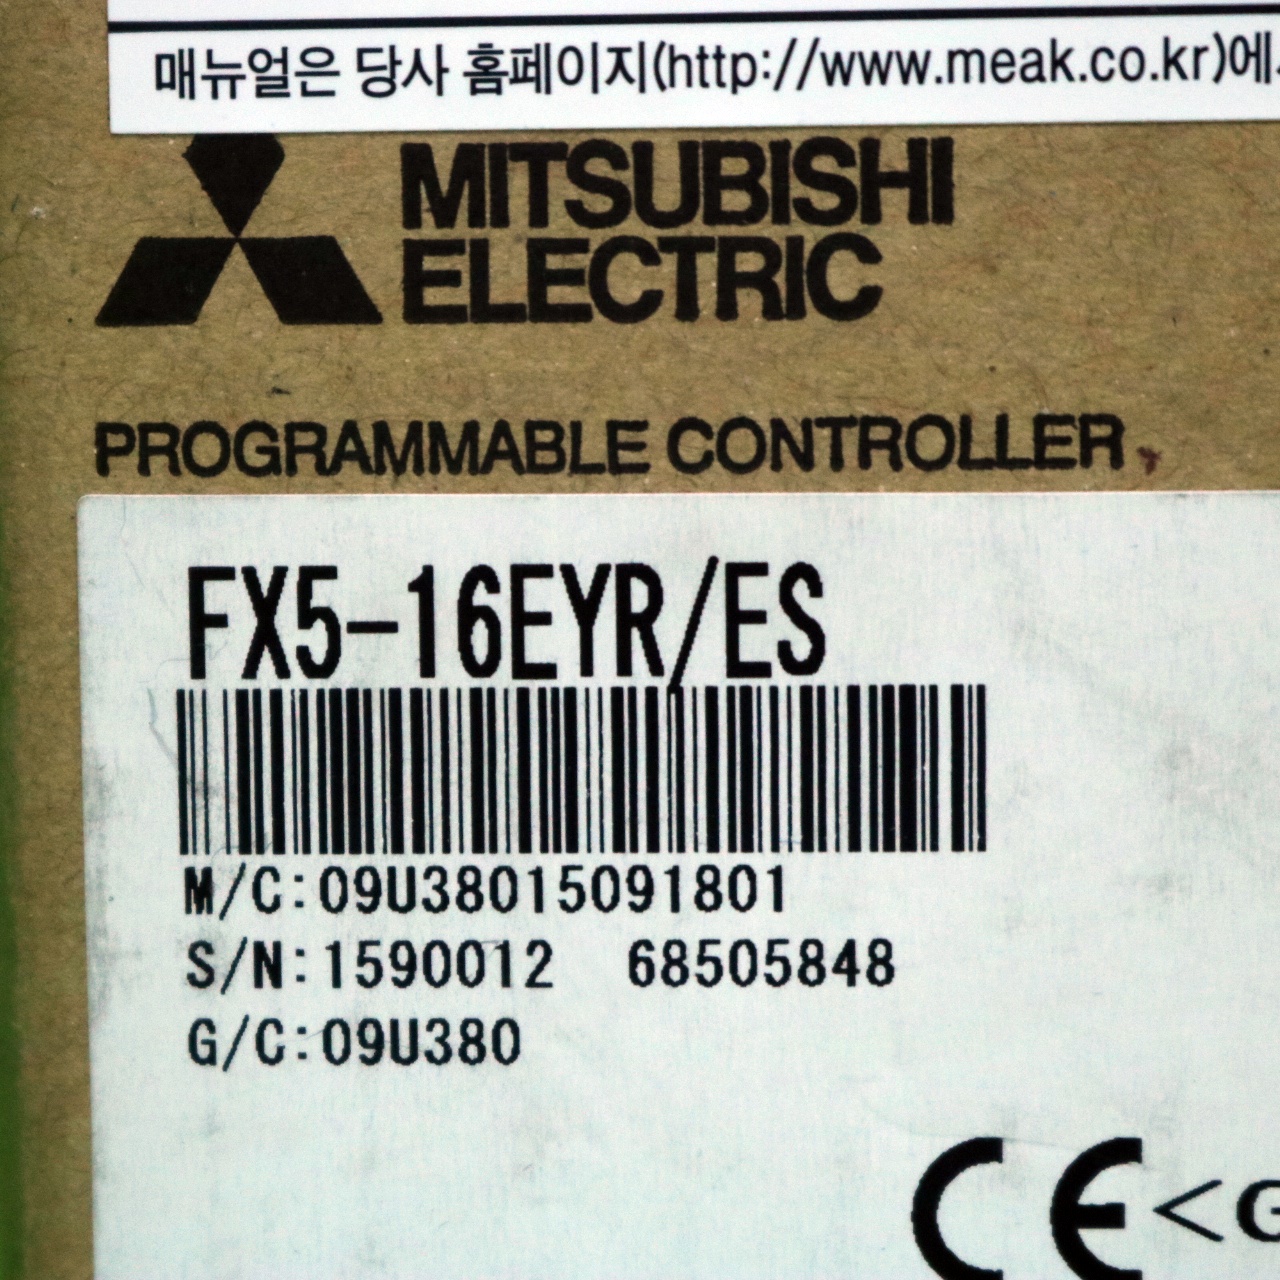 매뉴얼은 당사 홈페이지(http://www.meak.co.kr)에
MITSUBISHI
ELECTRIC
PROGRAMMABLE CONTROLLER
FX5-16EYR/ES
M/C:09U38015091801
S/N:1590012 68505848
G/C:09U380
CE <G